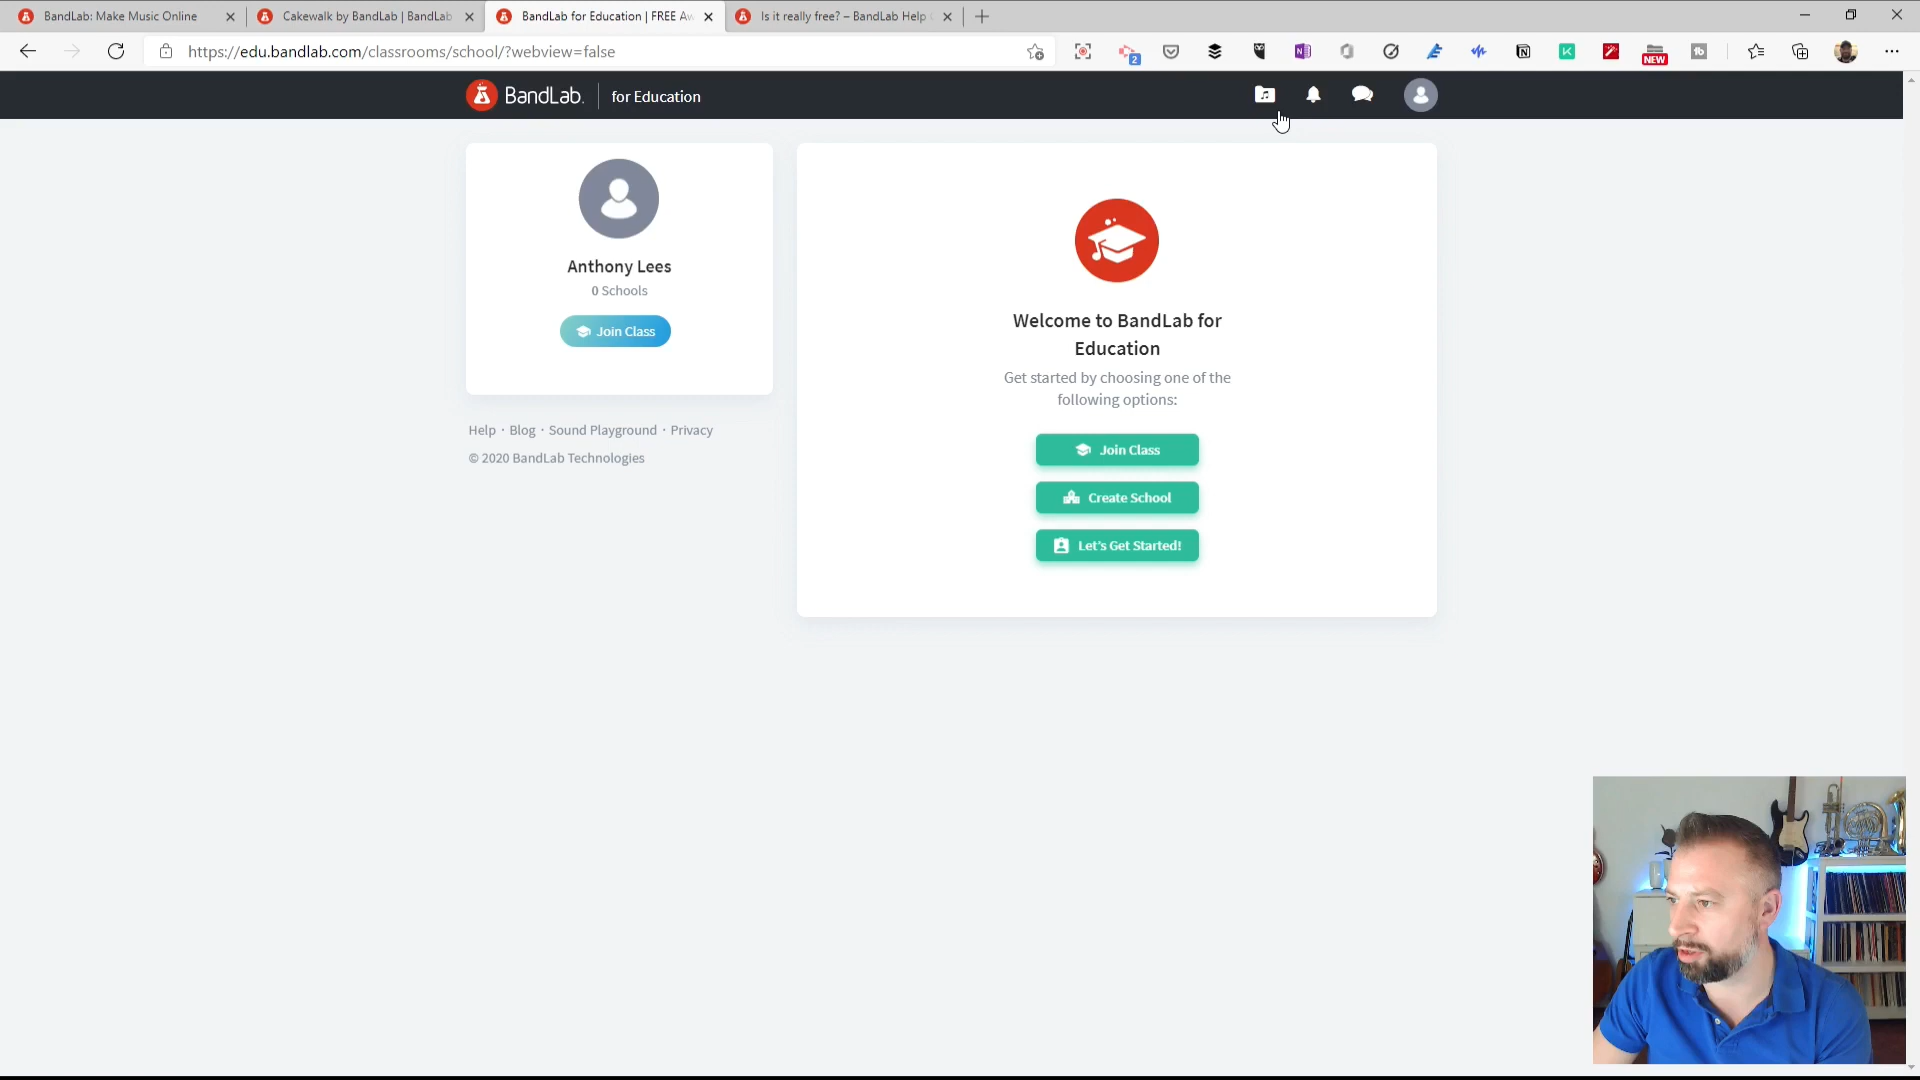 BandLab: Make Music Online
Cakewalk by BandLab | BandLab
BandLab for Education | FREE Aw
Is it really free? – BandLab Help
https://edu.bandlab.com/classrooms/school/?webview=false
2
NEW
BandLab. for Education
Anthony Lees
0 Schools
Join Class
Help · Blog · Sound Playground · Privacy
© 2020 BandLab Technologies
Welcome to BandLab for
Education
Get started by choosing one of the
following options:
Join Class
Create School
Let's Get Started!